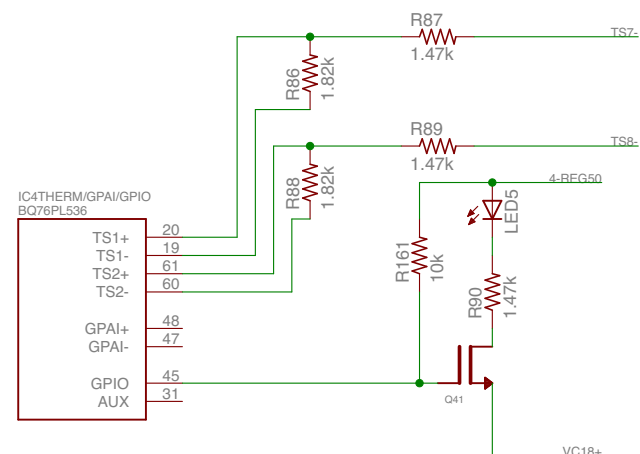 R87
1.47k
TS7-
R86
1.82k
R89
1.47k
TS8-
R88
1.82k
4-REG50
LED5
IC4THERM/GPAI/GPIO
BQ76PL536
TS1+
20
TS1-
19
TS2+
61
TS2-
60
R161
10k
R90
1.47k
GPAI+
48
GPAI-
47
GPIO
45
AUX
31
Q41
VC18+